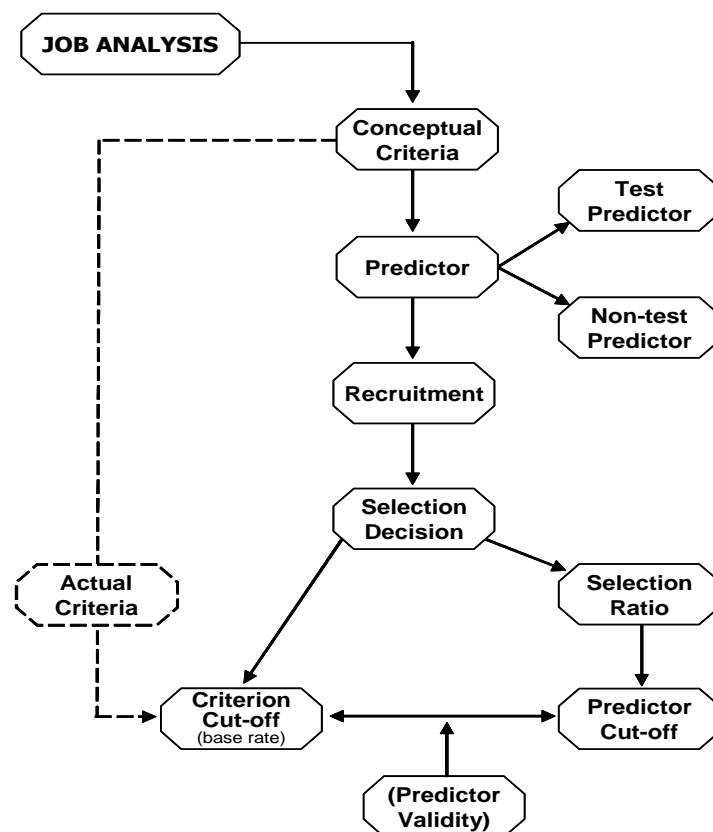 JOB ANALYSIS
Conceptual
Criteria
Test
Predictor
Predictor
Non-test
Predictor
Recruitment
Selection
Decision
Actual
Criteria
Selection
Ratio
Criterion
Cut-off
(base rate)
Predictor
Cut-off
(Predictor
Validity)